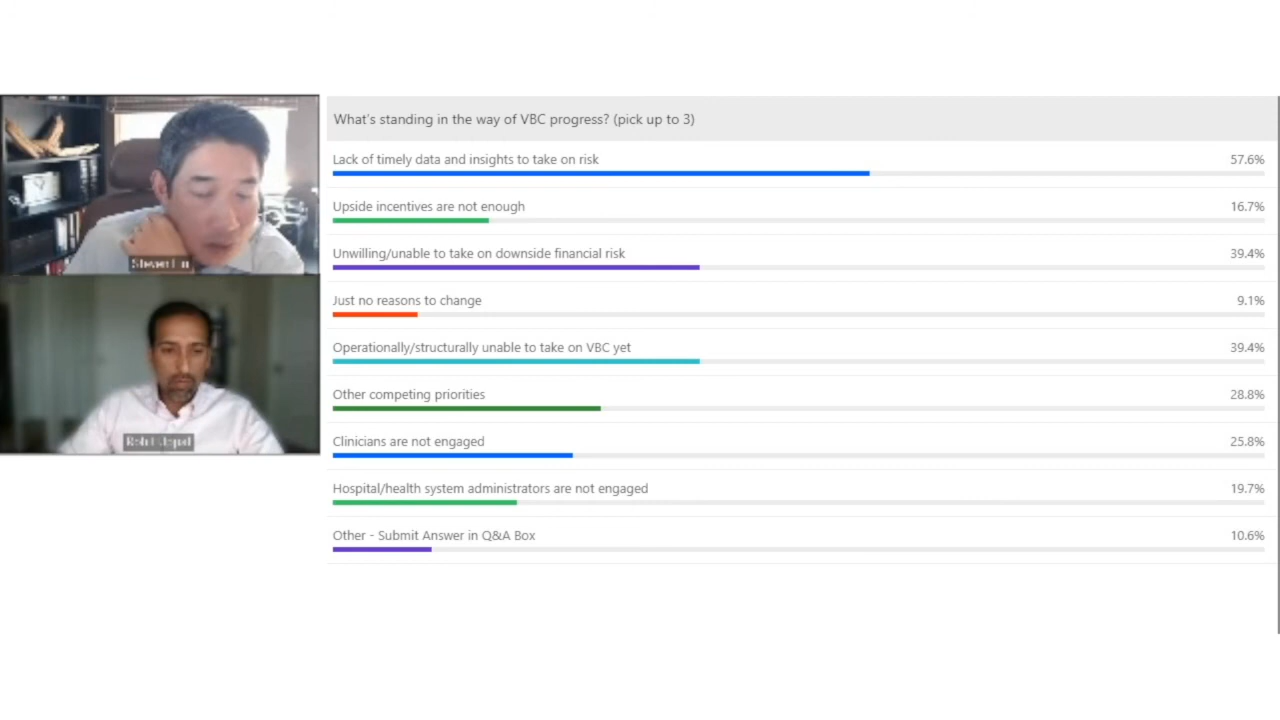 What's standing in the way of VBC progress? (pick up to 3)
Lack of timely data and insights to take on risk 57.6%
Upside incentives are not enough 16.7%
Unwilling/unable to take on downside financial risk 39.4%
Just no reasons to change 9.1%
Operationally/structurally unable to take on VBC yet 39.4%
Other competing priorities 28.8%
Clinicians are not engaged 25.8%
Hospital/health system administrators are not engaged 19.7%
Other - Submit Answer in Q&A Box 10.6%